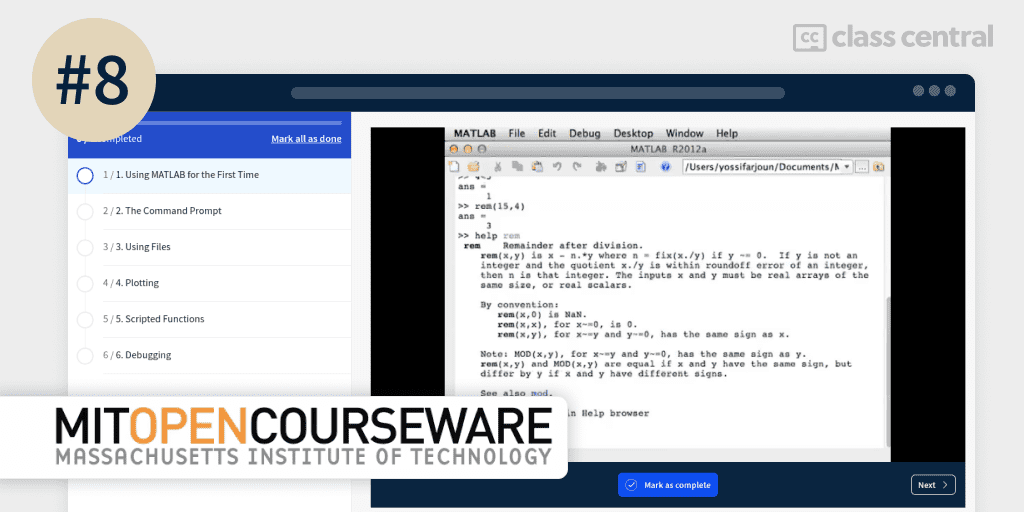 #8
class central
Mark all as done
1 / 1. Using MATLAB for the First Time
2 / 2. The Command Prompt
3 / 3. Using Files
4 / 4. Plotting
5 / 5. Scripted Functions
6 / 6. Debugging
MATLAB File Edit Debug Desktop Window Help
MATLAB R2012a
/Users/yossifarjoun/Documents/M
ans =
1
>> rem(15,4)
ans =
3
>> help rem
rem Remainder after division.
rem(x,y) is x - n.*y where n = fix(x./y) if y ~= 0. If y is not an
integer and the quotient x./y is within roundoff error of an integer,
then n is that integer. The inputs x and y must be real arrays of the
same size, or real scalars.
By convention:
rem(x,0) is NaN.
rem(x,x), for x~=0, is 0.
rem(x,y), for x~=y and y~=0, has the same sign as x.
Note: MOD(x,y), for x~=y and y~=0, has the same sign as y.
rem(x,y) and MOD(x,y) are equal if x and y have the same sign, but
differ by y if x and y have different signs.
See also mod.
in Help browser
MITOPENCOURSEWARE
MASSACHUSETTS INSTITUTE OF TECHNOLOGY
Mark as complete
Next